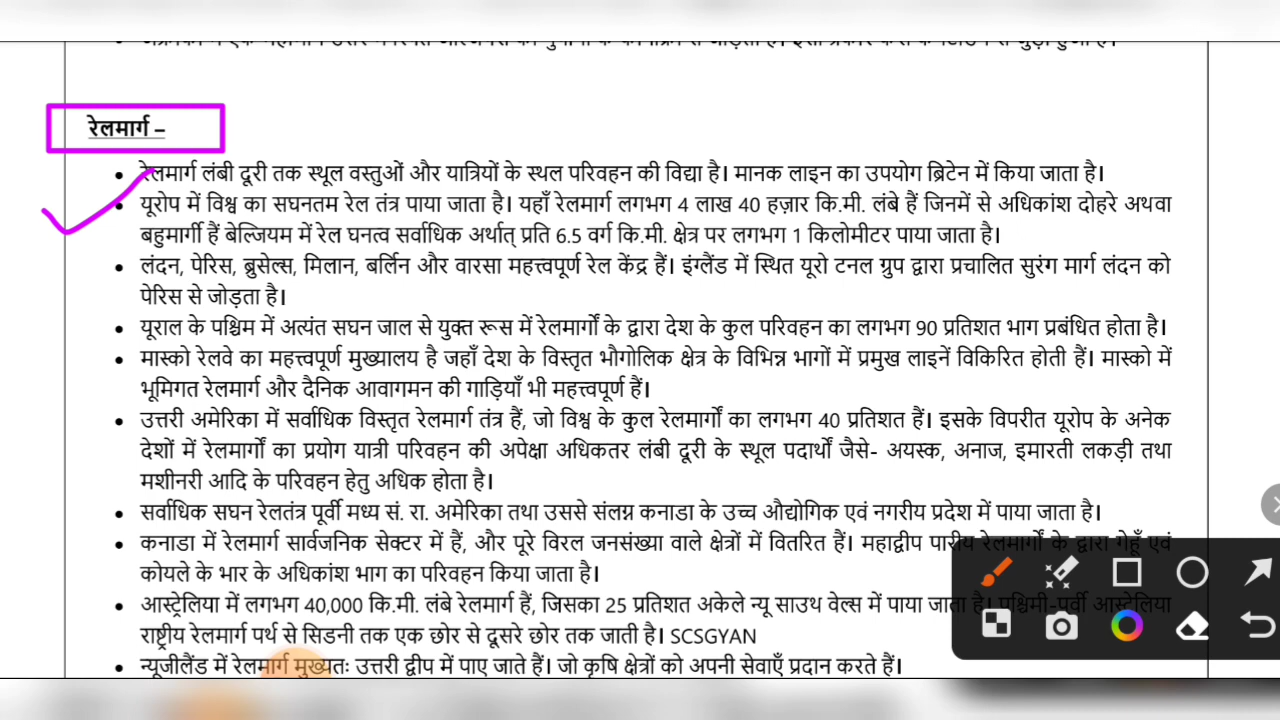 रेलमार्ग –
• रेलमार्ग लंबी दूरी तक स्थूल वस्तुओं और यात्रियों के स्थल परिवहन की विद्या है। मानक लाइन का उपयोग ब्रिटेन में किया जाता है।
• यूरोप में विश्व का सघनतम रेल तंत्र पाया जाता है। यहाँ रेलमार्ग लगभग 4 लाख 40 हज़ार कि.मी. लंबे हैं जिनमें से अधिकांश दोहरे अथवा
बहुमार्गी हैं बेल्जियम में रेल घनत्व सर्वाधिक अर्थात् प्रति 6.5 वर्ग कि.मी. क्षेत्र पर लगभग 1 किलोमीटर पाया जाता है।
• लंदन, पेरिस, ब्रुसेल्स, मिलान, बर्लिन और वारसा महत्त्वपूर्ण रेल केंद्र हैं। इंग्लैंड में स्थित यूरो टनल ग्रुप द्वारा प्रचालित सुरंग मार्ग लंदन को
पेरिस से जोड़ता है।
• यूराल के पश्चिम में अत्यंत सघन जाल से युक्त रूस में रेलमार्गों के द्वारा देश के कुल परिवहन का लगभग 90 प्रतिशत भाग प्रबंधित होता है।
• मास्को रेलवे का महत्त्वपूर्ण मुख्यालय है जहाँ देश के विस्तृत भौगोलिक क्षेत्र के विभिन्न भागों में प्रमुख लाइनें विकिरित होती हैं। मास्को में
भूमिगत रेलमार्ग और दैनिक आवागमन की गाड़ियाँ भी महत्त्वपूर्ण हैं।
• उत्तरी अमेरिका में सर्वाधिक विस्तृत रेलमार्ग तंत्र हैं, जो विश्व के कुल रेलमार्गों का लगभग 40 प्रतिशत हैं। इसके विपरीत यूरोप के अनेक
देशों में रेलमार्गों का प्रयोग यात्री परिवहन की अपेक्षा अधिकतर लंबी दूरी के स्थूल पदार्थों जैसे- अयस्क, अनाज, इमारती लकड़ी तथा
मशीनरी आदि के परिवहन हेतु अधिक होता है।
• सर्वाधिक सघन रेलतंत्र पूर्वी मध्य सं. रा. अमेरिका तथा उससे संलग्न कनाडा के उच्च औद्योगिक एवं नगरीय प्रदेश में पाया जाता है।
• कनाडा में रेलमार्ग सार्वजनिक सेक्टर में हैं, और पूरे विरल जनसंख्या वाले क्षेत्रों में वितरित हैं। महाद्वीप पारीय रेलमार्गों के द्वारा गेहूँ एवं
कोयले के भार के अधिकांश भाग का परिवहन किया जाता है।
• आस्ट्रेलिया में लगभग 40,000 कि.मी. लंबे रेलमार्ग हैं, जिसका 25 प्रतिशत अकेले न्यू साउथ वेल्स में पाया जाता है। पश्चिमी-पूर्वी आस्ट्रेलिया
राष्ट्रीय रेलमार्ग पर्थ से सिडनी तक एक छोर से दूसरे छोर तक जाती है। SCSGYAN
• न्यूजीलैंड में रेलमार्ग मुख्यतः उत्तरी द्वीप में पाए जाते हैं। जो कृषि क्षेत्रों को अपनी सेवाएँ प्रदान करते हैं।